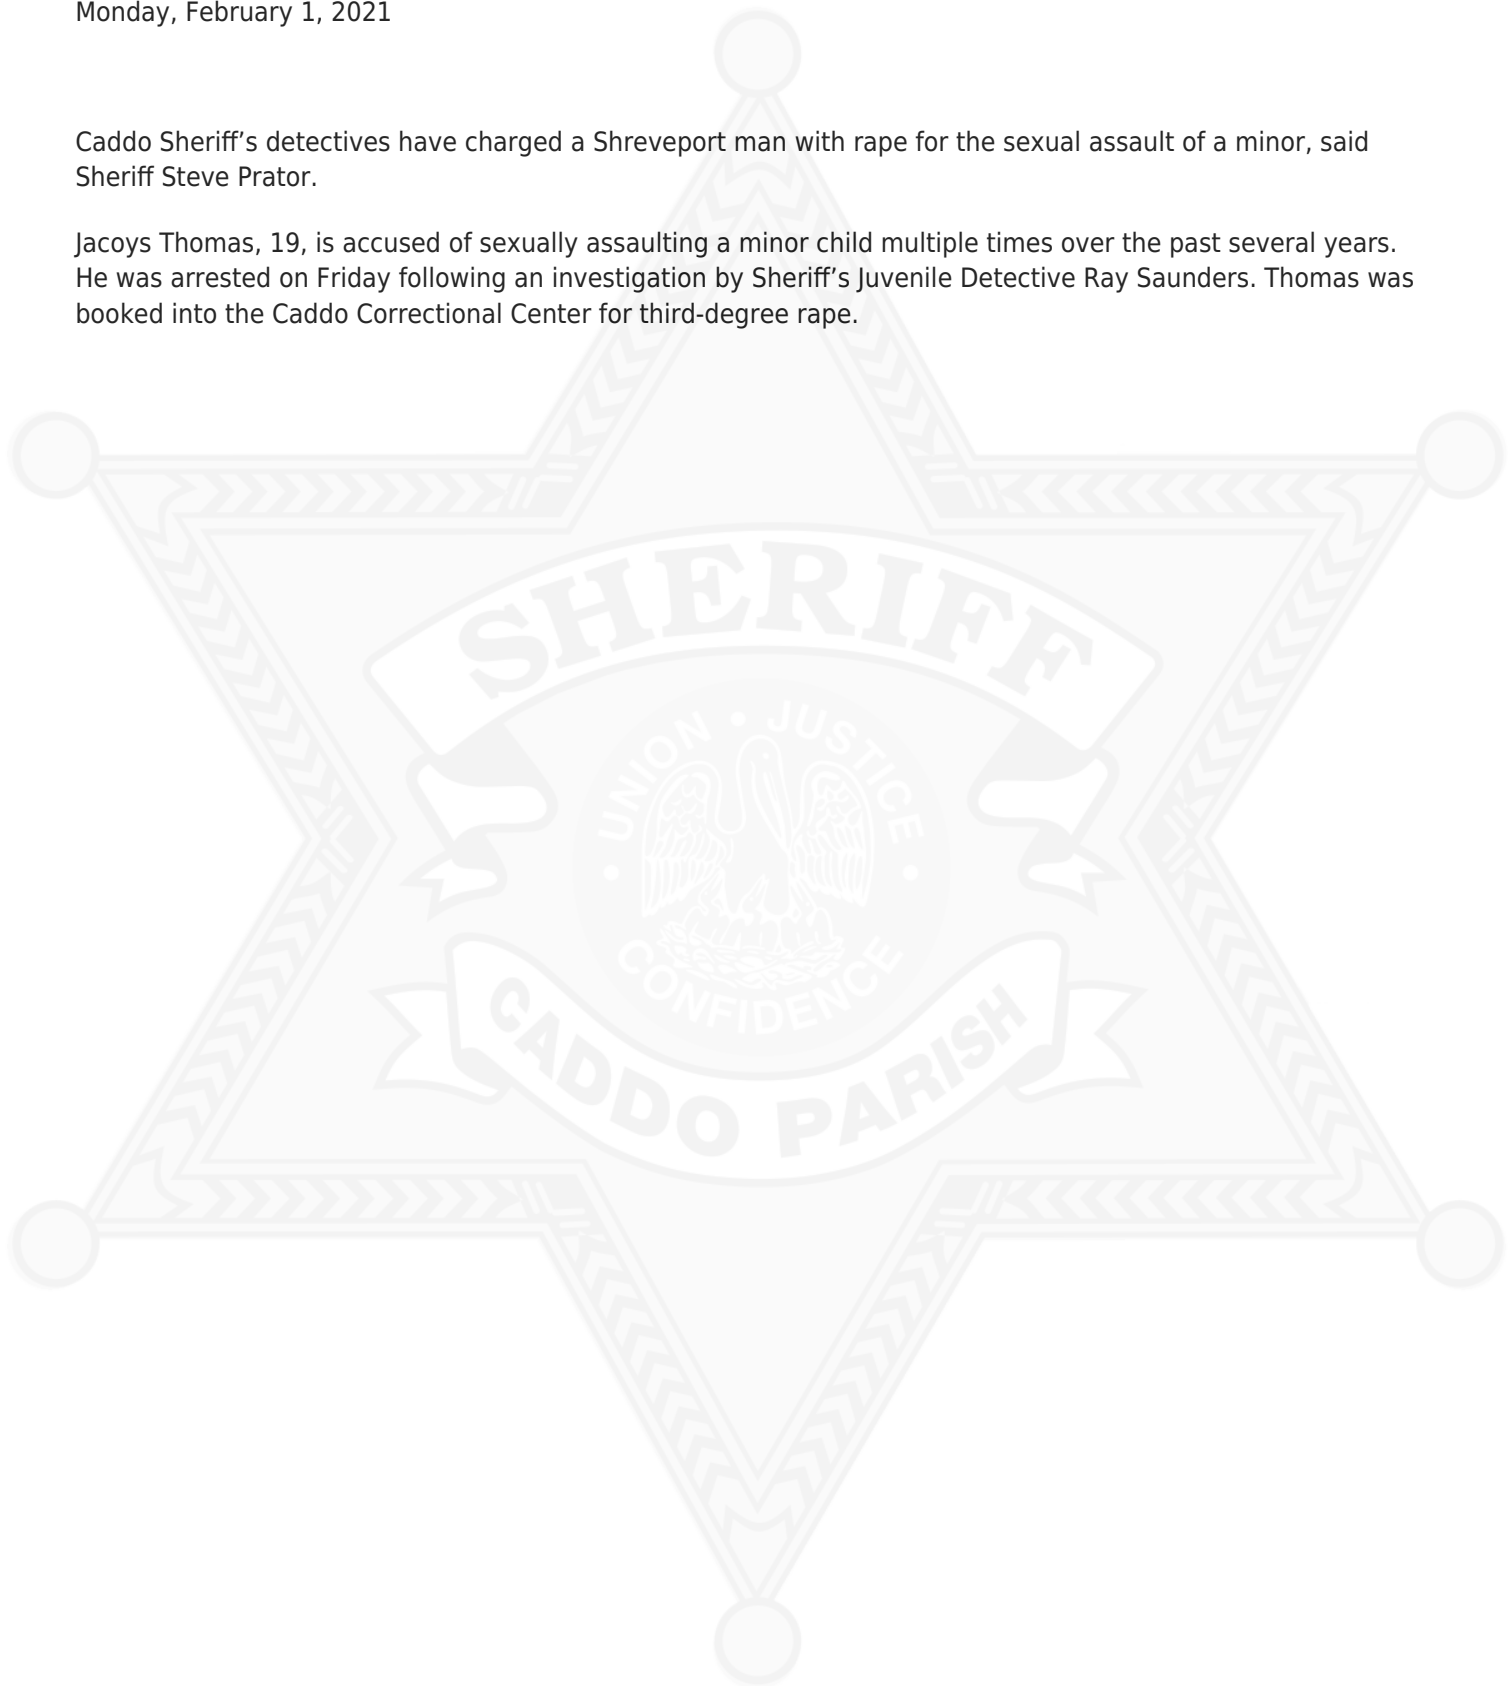 Monday, February 1, 2021
Caddo Sheriff’s detectives have charged a Shreveport man with rape for the sexual assault of a minor, said
Sheriff Steve Prator.
Jacoys Thomas, 19, is accused of sexually assaulting a minor child multiple times over the past several years.
He was arrested on Friday following an investigation by Sheriff’s Juvenile Detective Ray Saunders. Thomas was
booked into the Caddo Correctional Center for third-degree rape.
SHERIFF
UNION • JUSTICE
• CONFIDENCE •
CADDO PARISH